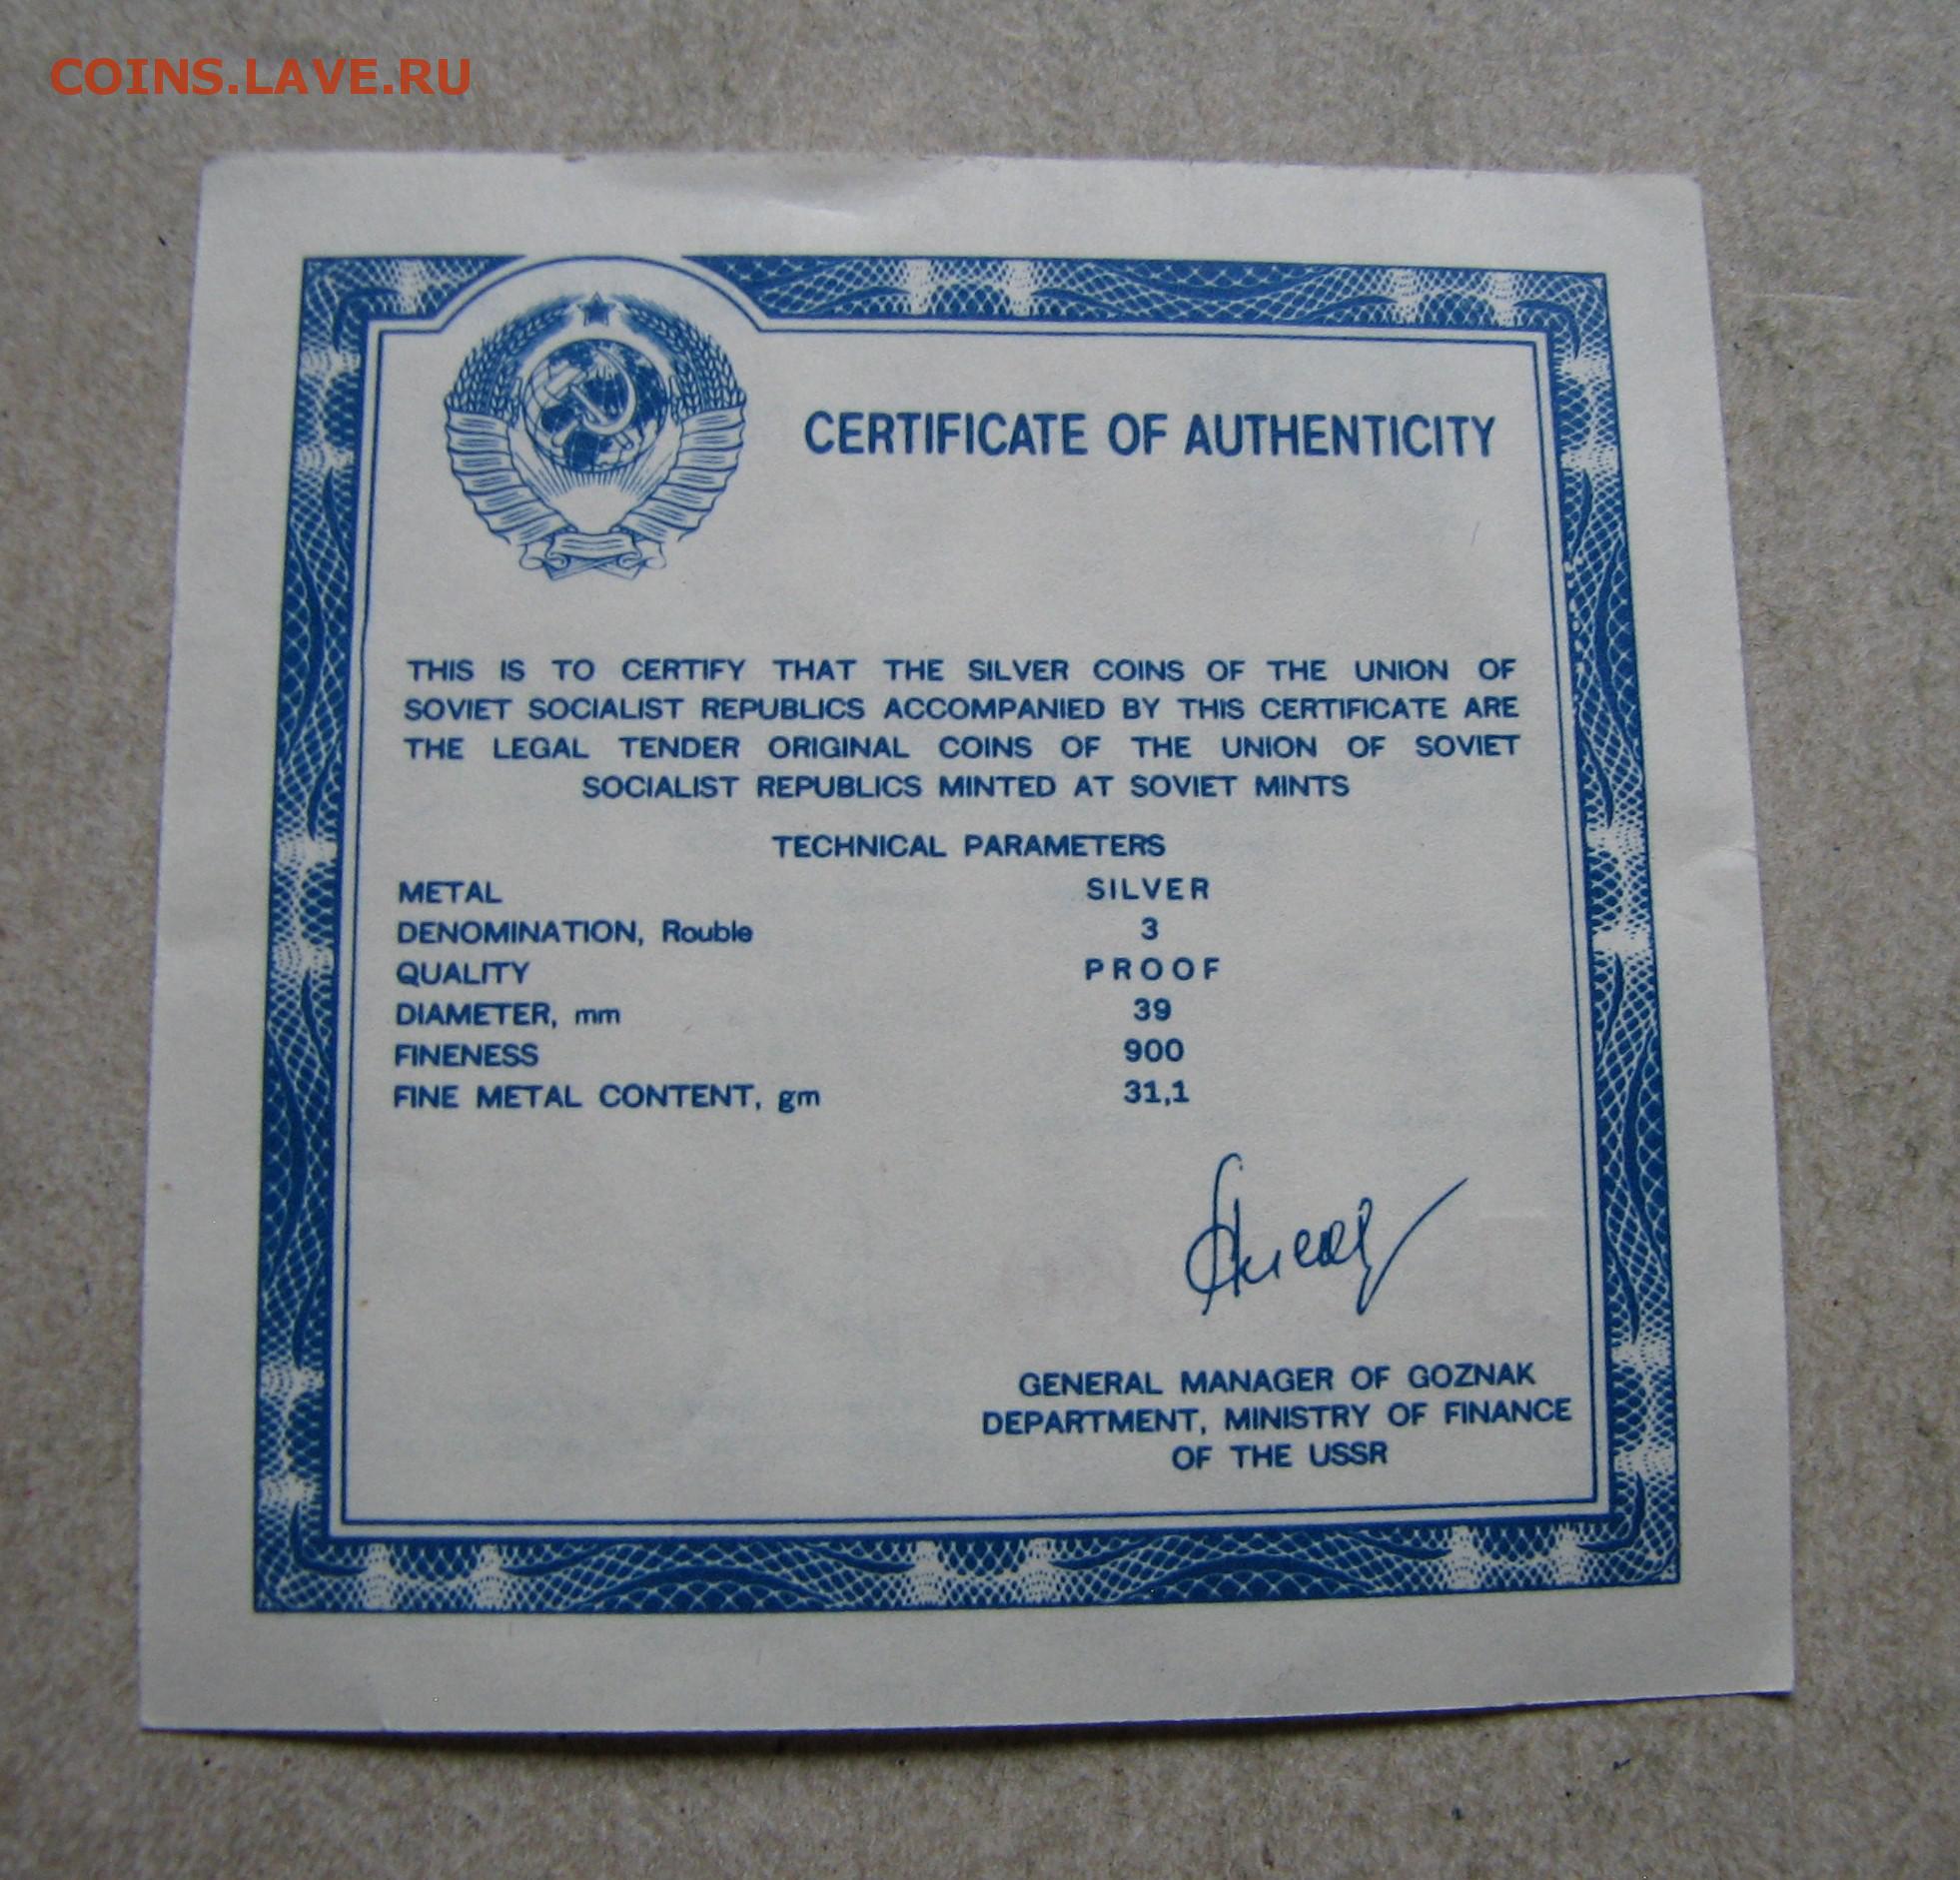 COINS.LAVE.RU
CERTIFICATE OF AUTHENTICITY
THIS IS TO CERTIFY THAT THE SILVER COINS OF THE UNION OF
SOVIET SOCIALIST REPUBLICS ACCOMPANIED BY THIS CERTIFICATE ARE
THE LEGAL TENDER ORIGINAL COINS OF THE UNION OF SOVIET
SOCIALIST REPUBLICS MINTED AT SOVIET MINTS
TECHNICAL PARAMETERS
METAL SILVER
DENOMINATION, Rouble 3
QUALITY PROOF
DIAMETER, mm 39
FINENESS 900
FINE METAL CONTENT, gm 31,1
GENERAL MANAGER OF GOZNAK
DEPARTMENT, MINISTRY OF FINANCE
OF THE USSR